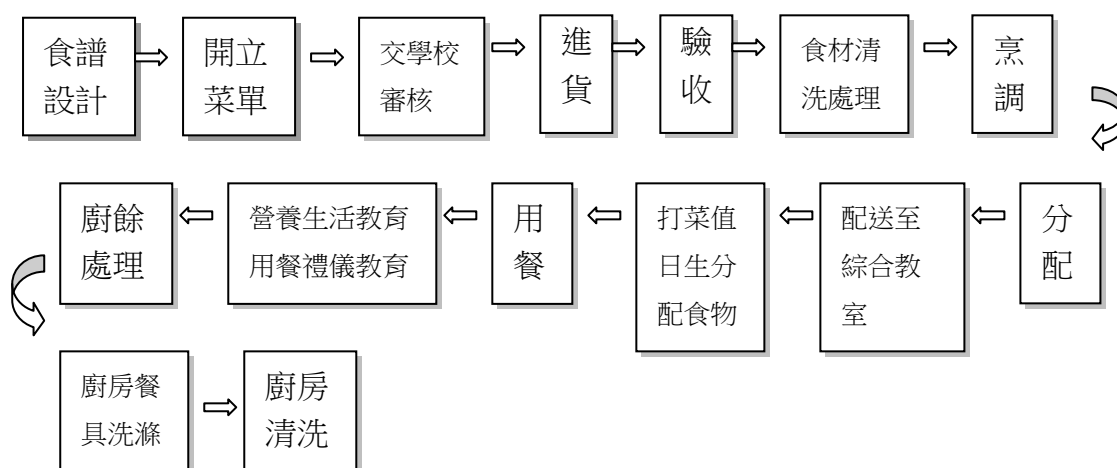 食譜
設計
開立
菜單
交學校
審核
進
貨
驗
收
食材清
洗處理
烹
調
分
配
配送至
綜合教
室
打菜值
日生分
配食物
用
餐
營養生活教育
用餐禮儀教育
廚餘
處理
廚房餐
具洗滌
廚房
清洗